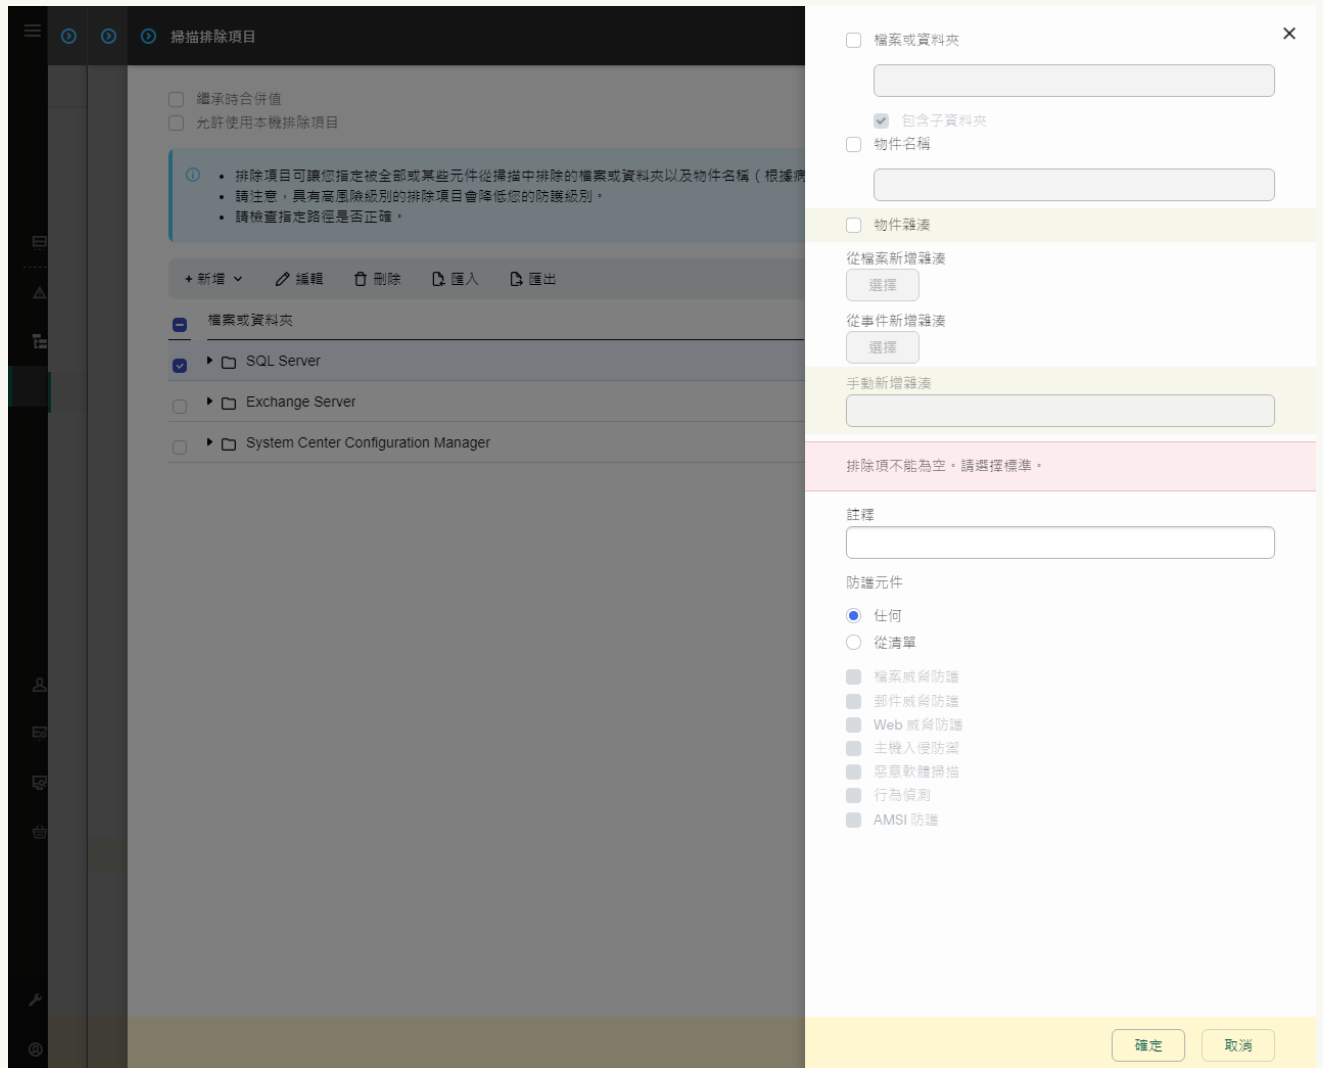 掃描排除項目
繼承時合併值
允許使用本機排除項目
• 排除項目可讓您指定被全部或某些元件從掃描中排除的檔案或資料夾以及物件名稱（根據病
• 請注意，具有高風險級別的排除項目會降低您的防護級別。
• 請檢查指定路徑是否正確。
+ 新增 編輯 刪除 匯入 匯出
檔案或資料夾
SQL Server
Exchange Server
System Center Configuration Manager
檔案或資料夾
包含子資料夾
物件名稱
物件雜湊
從檔案新增雜湊
選擇
從事件新增雜湊
選擇
手動新增雜湊
排除項不能為空。請選擇標準。
註釋
防護元件
任何
從清單
檔案威脅防護
郵件威脅防護
Web 威脅防護
主機入侵防禦
惡意軟體掃描
行為偵測
AMSI 防護
確定 取消